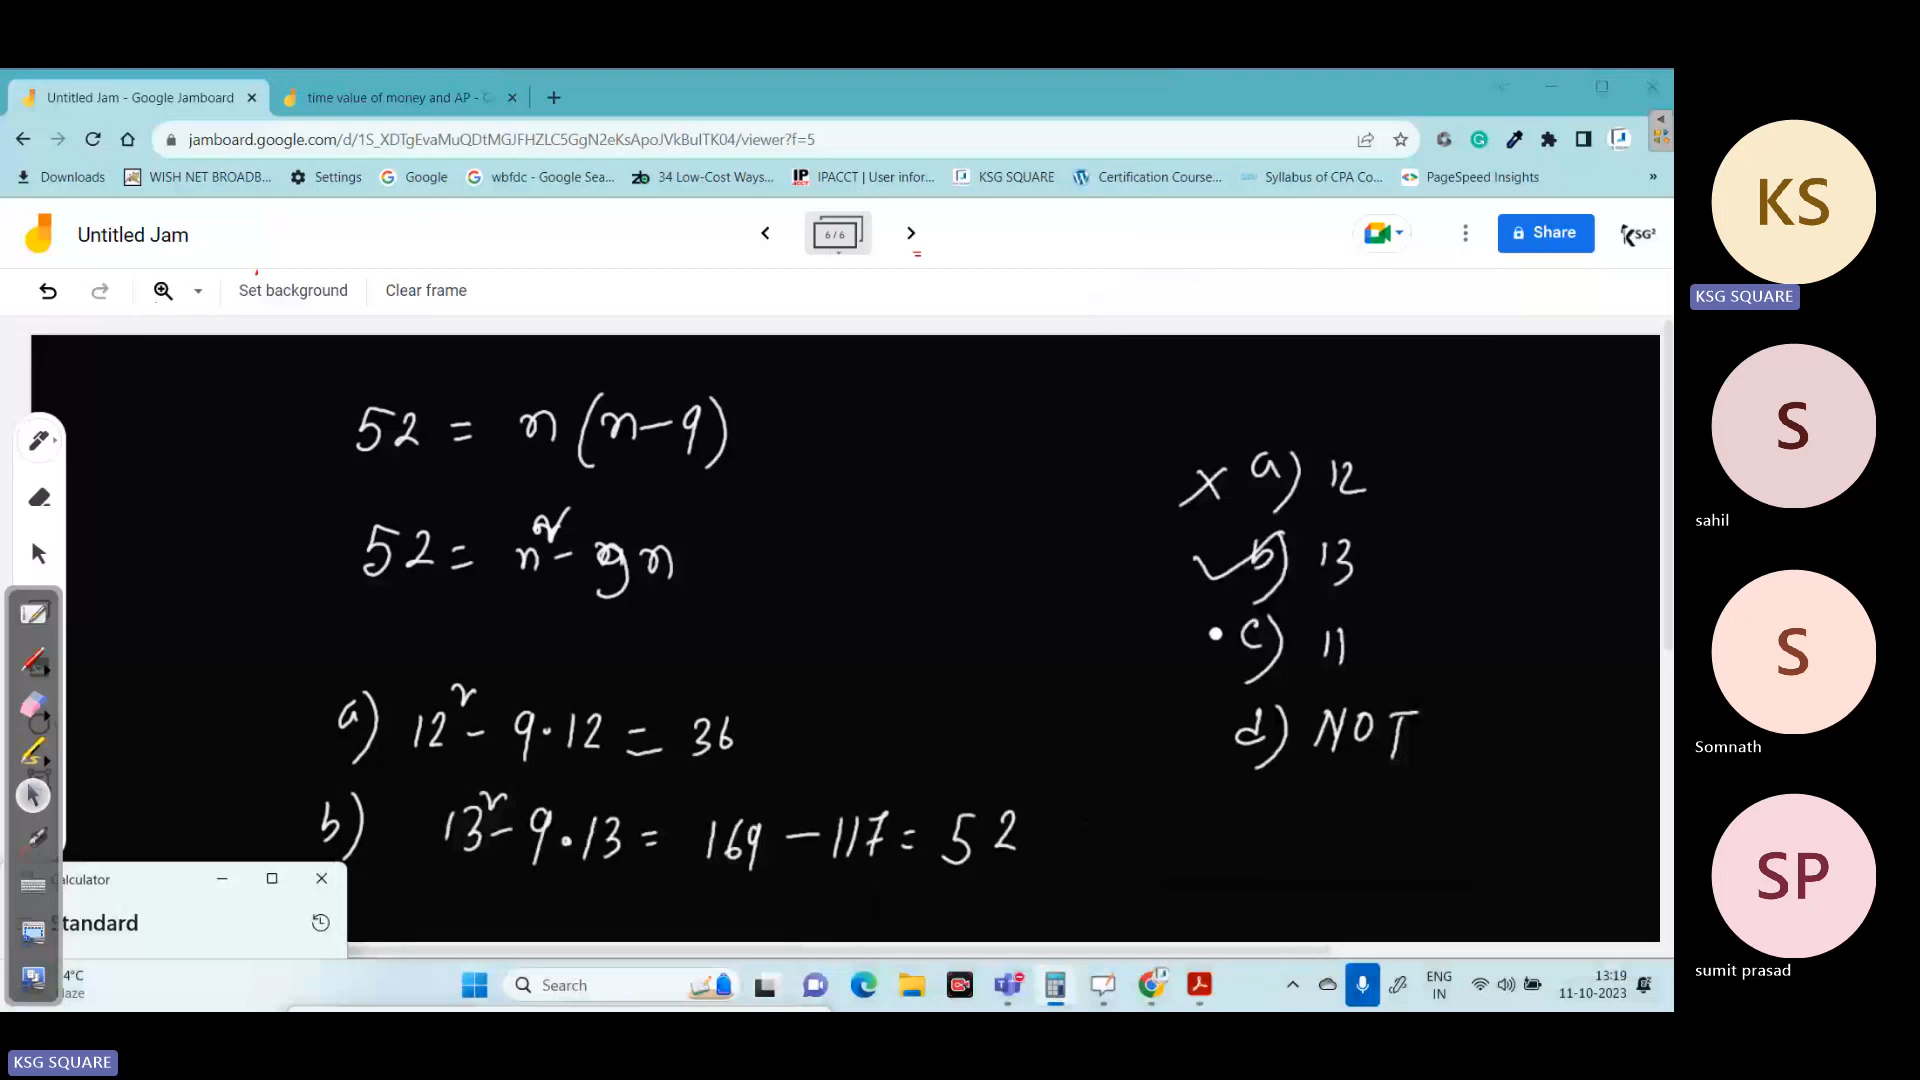 Untitled Jam - Google Jamboard
time value of money and AP -
jamboard.google.com/d/1S_XDTgEvaMuQDtMGJFHZLC5GgN2eKsApoJVkBuITK04/viewer?f=5
Downloads WISH NET BROADB... Settings Google wbfdc - Google Sea... 34 Low-Cost Ways... IPACCT | User infor... KSG SQUARE Certification Course... Syllabus of CPA Co... PageSpeed Insights »
Untitled Jam
6 / 6
Share
KSG²
Set background
Clear frame
52 = n(n-9)
52 = n² - 9n
a) 12² - 9·12 = 36
b) 13² - 9·13 = 169 - 117 = 52
X a) 12
✓ b) 13
• c) 11
d) NOT
alculator
tandard
4°C
laze
Search
ENG
IN
13:19
11-10-2023
KS
KSG SQUARE
S
sahil
S
Somnath
SP
sumit prasad
KSG SQUARE